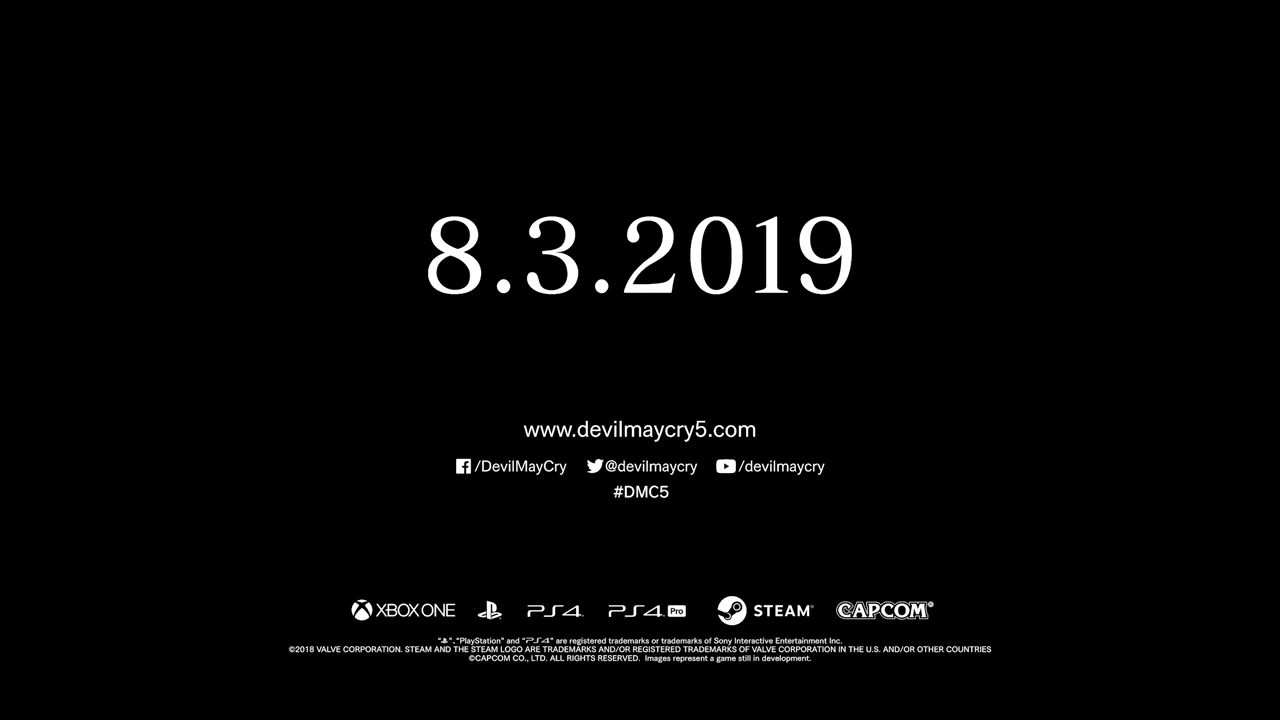 8.3.2019
www.devilmaycry5.com
/DevilMayCry @devilmaycry /devilmaycry
#DMC5
XBOX ONE PS4 PS4 Pro STEAM® CAPCOM®
“ ”、“PlayStation” and “PS4” are registered trademarks or trademarks of Sony Interactive Entertainment Inc.
©2018 VALVE CORPORATION. STEAM AND THE STEAM LOGO ARE TRADEMARKS AND/OR REGISTERED TRADEMARKS OF VALVE CORPORATION IN THE U.S. AND/OR OTHER COUNTRIES
©CAPCOM CO., LTD. ALL RIGHTS RESERVED. Images represent a game still in development.